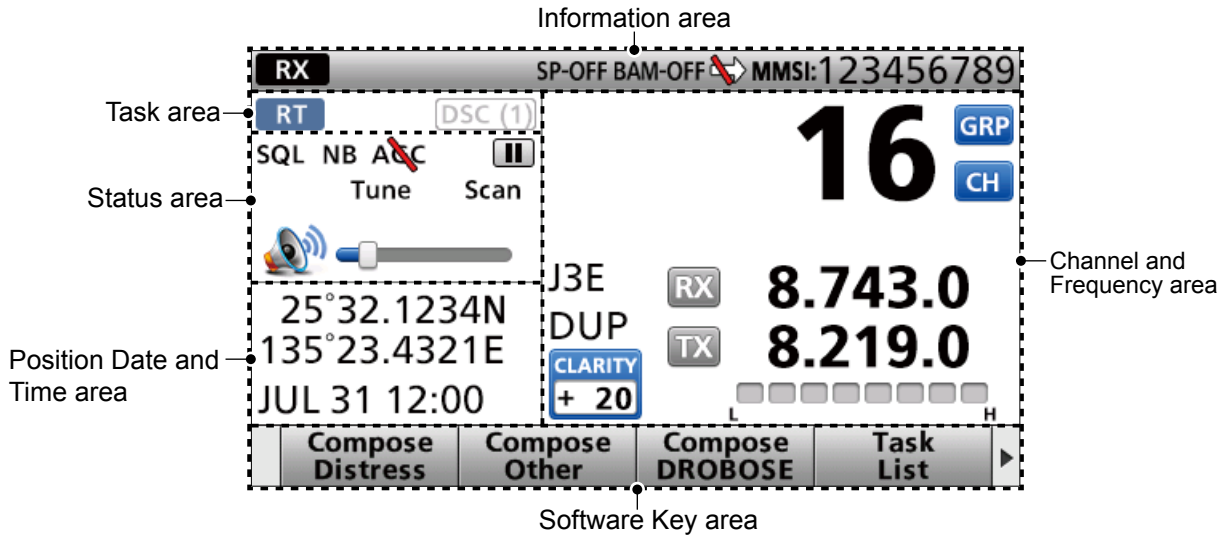 Information area
RX SP-OFF BAM-OFF MMSI:123456789
Task area
RT DSC (1)
16 GRP
CH
Status area
SQL NB AGC
Tune Scan
Channel and
Frequency area
J3E RX 8.743.0
DUP TX 8.219.0
CLARITY
+ 20
L H
Position Date and
Time area
25°32.1234N
135°23.4321E
JUL 31 12:00
Compose
Distress
Compose
Other
Compose
DROBOSE
Task
List
Software Key area